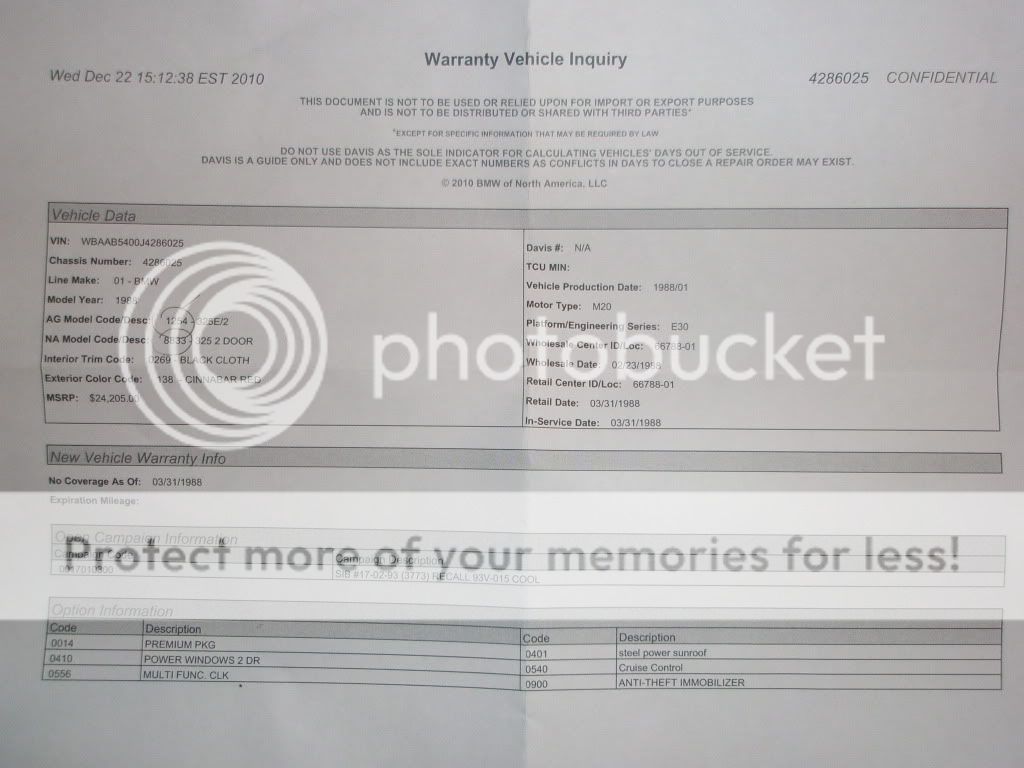 Warranty Vehicle Inquiry
Wed Dec 22 15:12:38 EST 2010
4286025 CONFIDENTIAL
THIS DOCUMENT IS NOT TO BE USED OR RELIED UPON FOR IMPORT OR EXPORT PURPOSES
AND IS NOT TO BE DISTRIBUTED OR SHARED WITH THIRD PARTIES*
*EXCEPT FOR SPECIFIC INFORMATION THAT MAY BE REQUIRED BY LAW
DO NOT USE DAVIS AS THE SOLE INDICATOR FOR CALCULATING VEHICLES' DAYS OUT OF SERVICE.
DAVIS IS A GUIDE ONLY AND DOES NOT INCLUDE EXACT NUMBERS AS CONFLICTS IN DAYS TO CLOSE A REPAIR ORDER MAY EXIST.
© 2010 BMW of North America, LLC
Vehicle Data
VIN: WBAAB5400J4286025
Chassis Number: 4286025
Line Make: 01 - BMW
Model Year: 1988
AG Model Code/Desc: 1254 - 325E/2
NA Model Code/Desc: 8833 - 325 2 DOOR
Interior Trim Code: 0269 - BLACK CLOTH
Exterior Color Code: 138 - CINNABAR RED
MSRP: $24,205.00
Davis #: N/A
TCU MIN:
Vehicle Production Date: 1988/01
Motor Type: M20
Platform/Engineering Series: E30
Wholesale Center ID/Loc: 66788-01
Wholesale Date: 02/23/1988
Retail Center ID/Loc: 66788-01
Retail Date: 03/31/1988
In-Service Date: 03/31/1988
photobucket
New Vehicle Warranty Info
No Coverage As Of: 03/31/1988
Expiration Mileage:
Open Campaign Information
Campaign Code Campaign Description
0017010300 SIB #17-02-93 (3773) RECALL 93V-015 COOL
Protect more of your memories for less!
Option Information
Code Description
0014 PREMIUM PKG
0410 POWER WINDOWS 2 DR
0556 MULTI FUNC. CLK
Code Description
0401 steel power sunroof
0540 Cruise Control
0900 ANTI-THEFT IMMOBILIZER